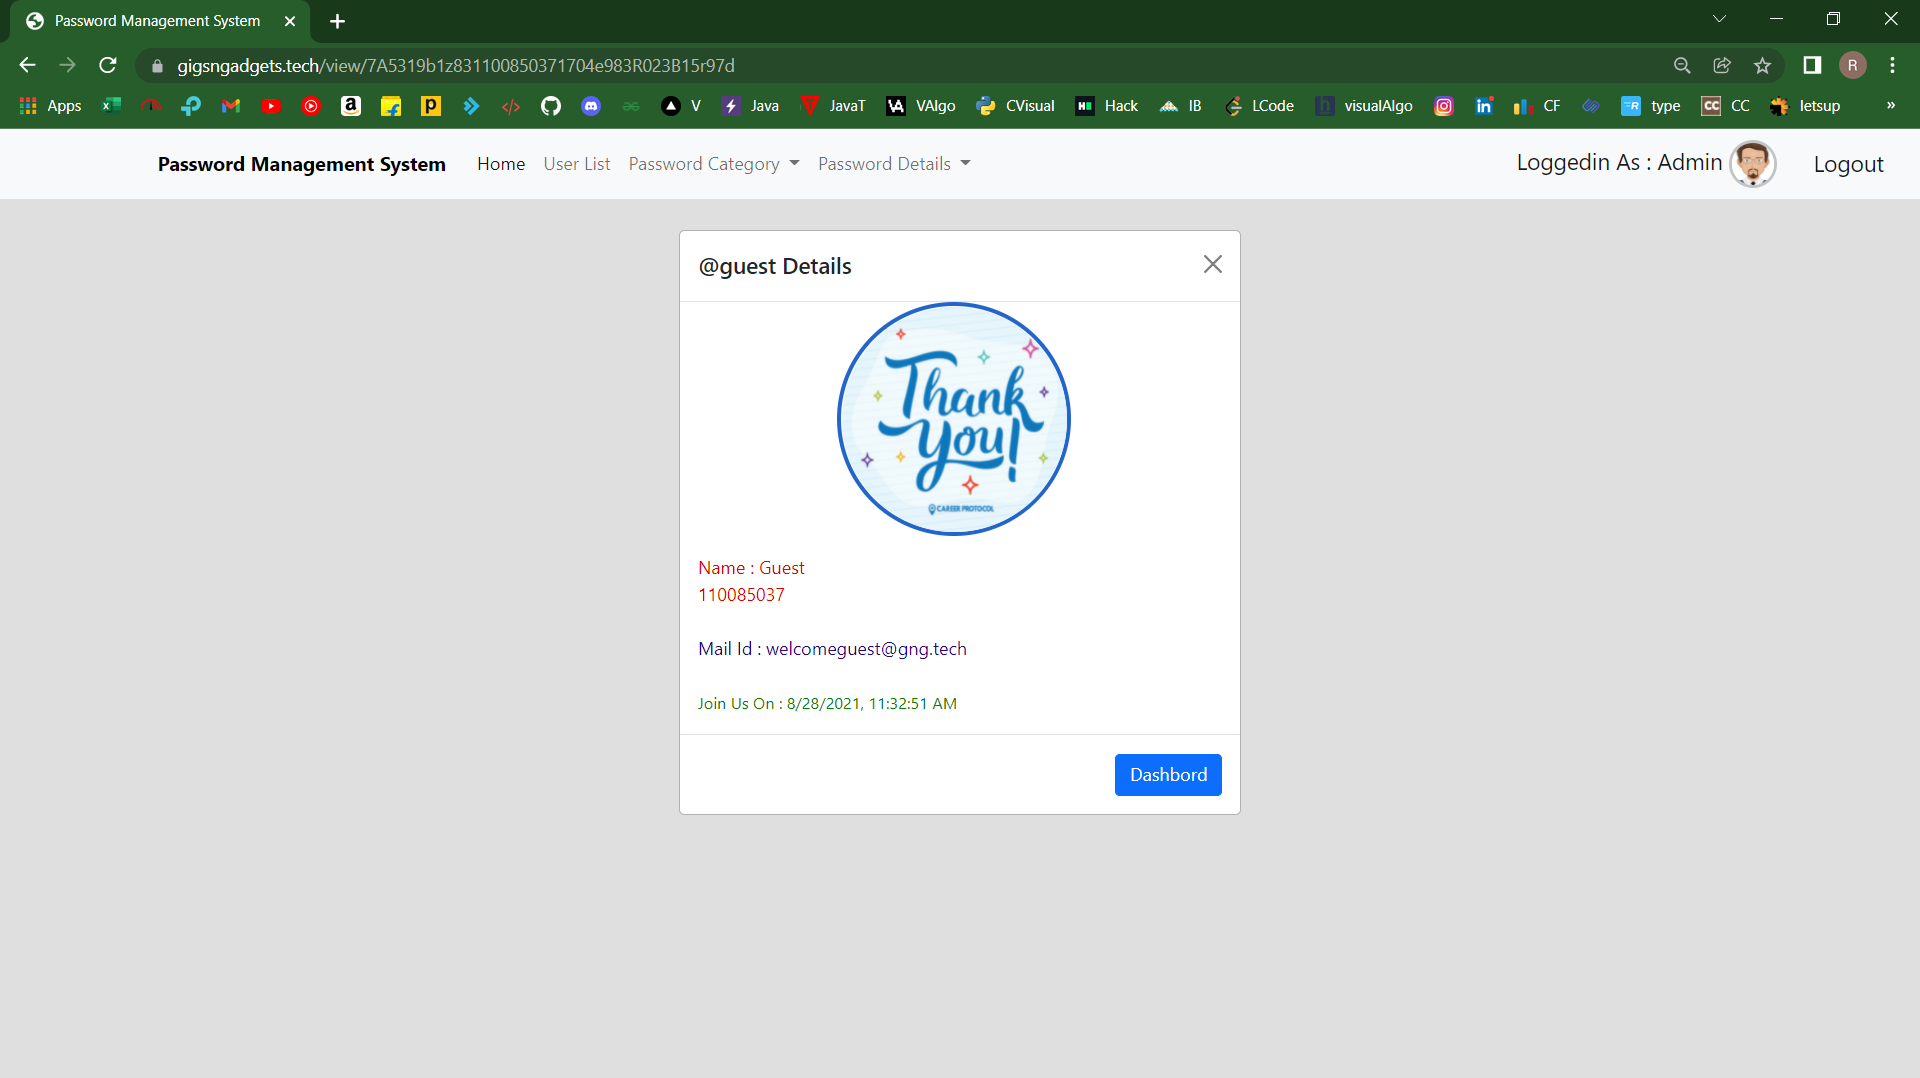 Password Management System
gigsngadgets.tech/view/7A5319b1z831100850371704e983R023B15r97d
R
Apps V Java JavaT VAlgo CVisual Hack IB LCode visualAlgo CF type CC letsup »
Password Management System Home User List Password Category Password Details Loggedin As : Admin Logout
@guest Details
Thank
You!
CAREER PROTOCOL
Name : Guest
110085037
Mail Id : welcomeguest@gng.tech
Join Us On : 8/28/2021, 11:32:51 AM
Dashbord